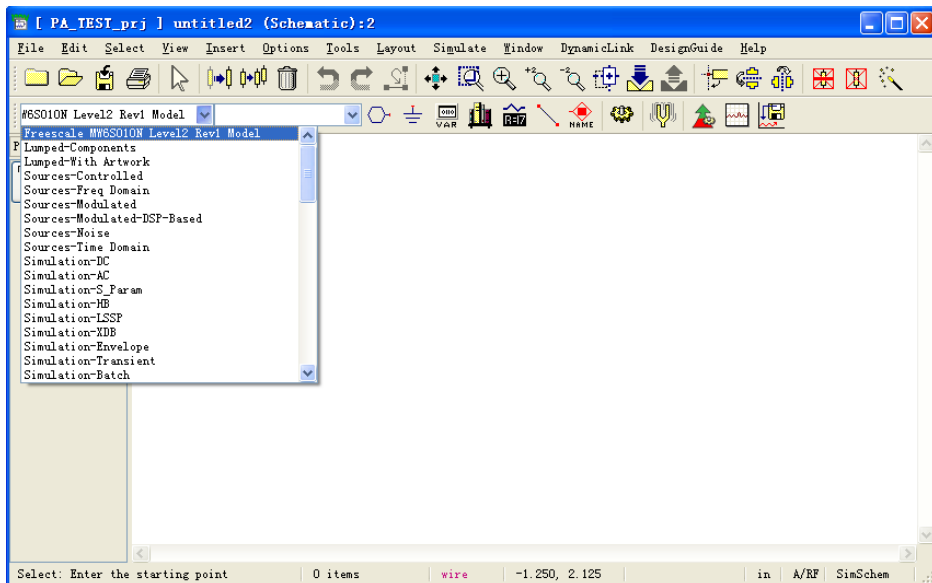 [ PA_TEST_prj ] untitled2 (Schematic):2
File Edit Select View Insert Options Tools Layout Simulate Window DynamicLink DesignGuide Help
+2 -2
W6S010N Level2 Rev1 Model VAR R=17 NAME
Freescale MW6S010N Level2 Rev1 Model
P
Lumped-Components
Lumped-With Artwork
Sources-Controlled
Sources-Freq Domain
Sources-Modulated
Sources-Modulated-DSP-Based
Sources-Noise
Sources-Time Domain
Simulation-DC
Simulation-AC
Simulation-S_Param
Simulation-HB
Simulation-LSSP
Simulation-XDB
Simulation-Envelope
Simulation-Transient
Simulation-Batch
Select: Enter the starting point 0 items wire -1.250, 2.125 in A/RF SimSchem